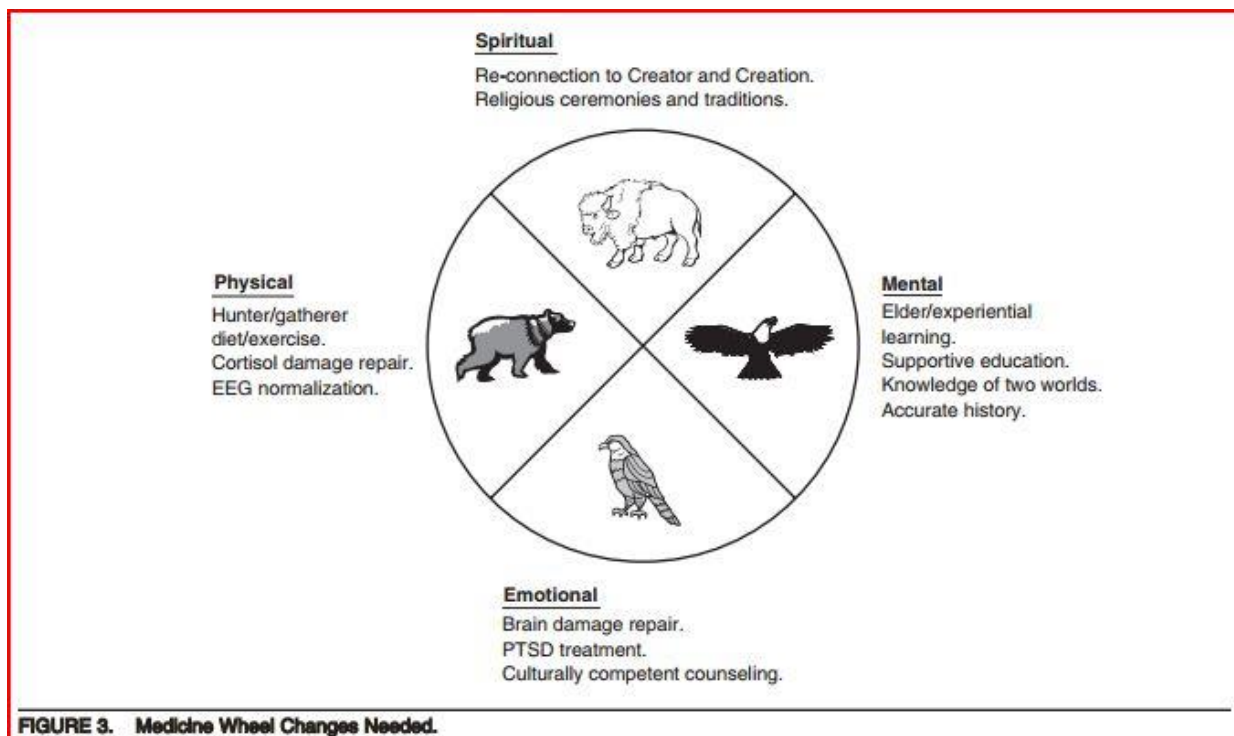 Spiritual
Re-connection to Creator and Creation.
Religious ceremonies and traditions.
Physical
Hunter/gatherer
diet/exercise.
Cortisol damage repair.
EEG normalization.
Mental
Elder/experiential
learning.
Supportive education.
Knowledge of two worlds.
Accurate history.
Emotional
Brain damage repair.
PTSD treatment.
Culturally competent counseling.
FIGURE 3. Medicine Wheel Changes Needed.